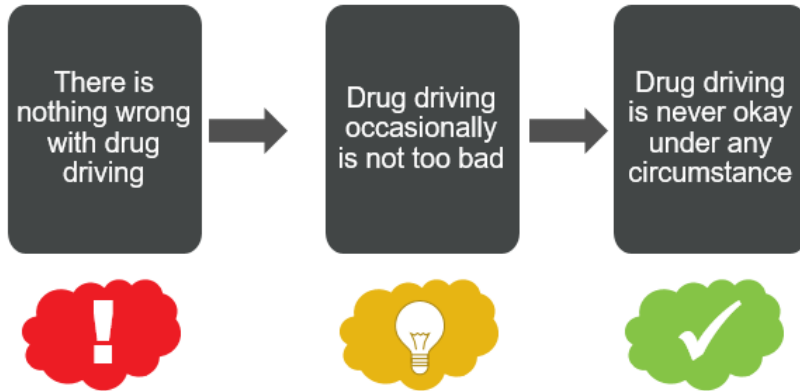 There is
nothing wrong
with drug
driving
Drug driving
occasionally
is not too bad
Drug driving
is never okay
under any
circumstance